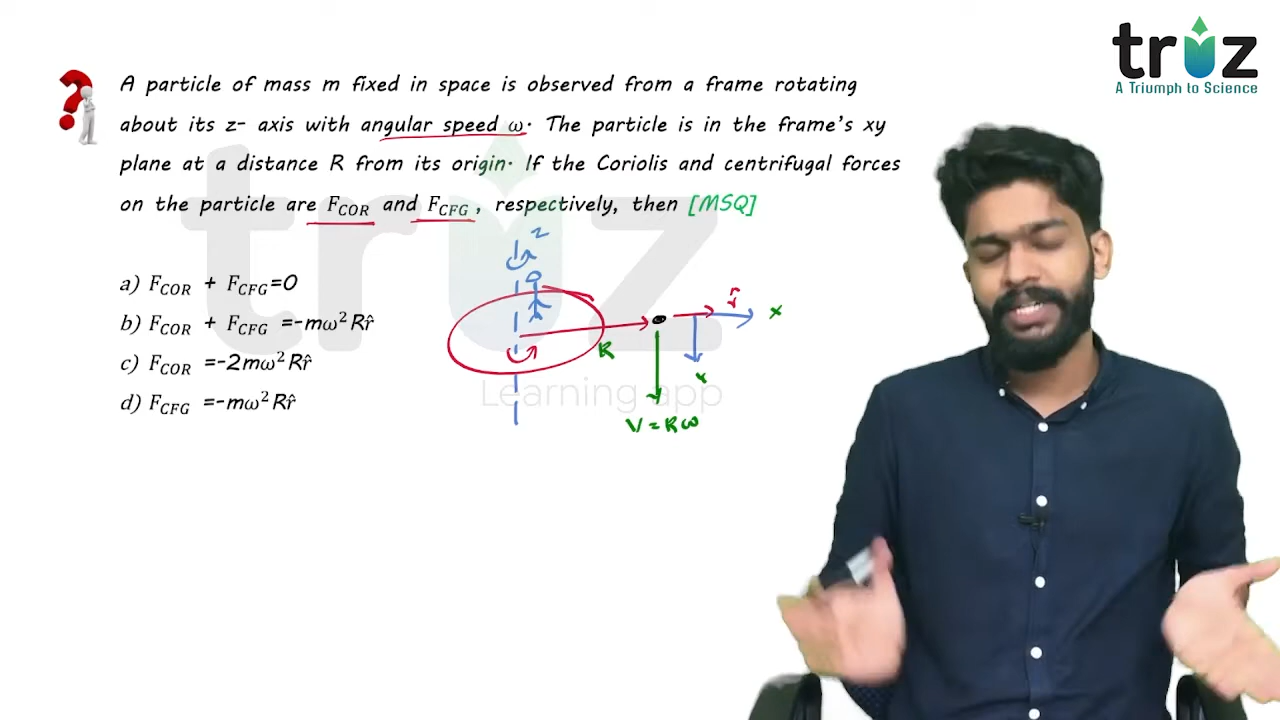 truz
A Triumph to Science
A particle of mass m fixed in space is observed from a frame rotating
about its z- axis with angular speed ω. The particle is in the frame's xy
plane at a distance R from its origin. If the Coriolis and centrifugal forces
on the particle are F_COR and F_CFG, respectively, then [MSQ]
z
a) F_COR + F_CFG=0
b) F_COR + F_CFG =-mω²Rr̂
c) F_COR =-2mω²Rr̂
d) F_CFG =-mω²Rr̂
r̂
x
R
Learning app
V = Rω